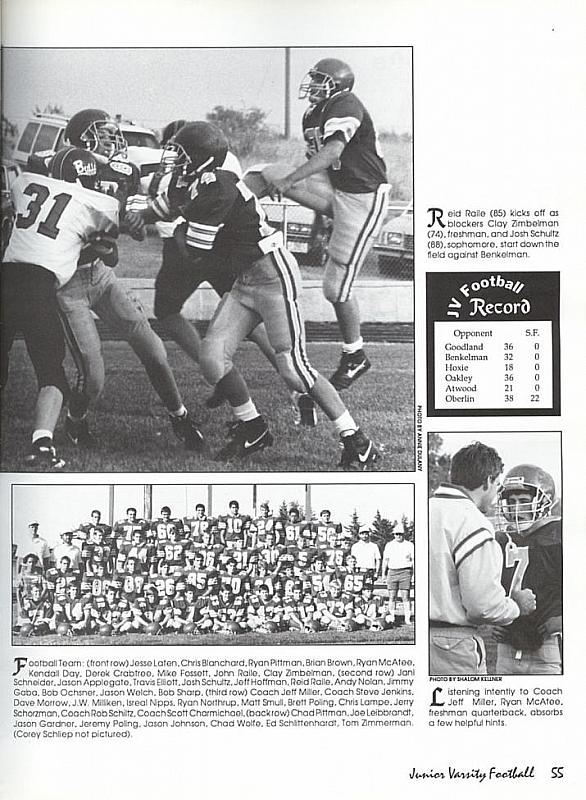 Reid Raile (85) kicks off as
blockers Clay Zimbelman
(74), freshman, and Josh Schultz
(88), sophomore, start down the
field against Benkelman.
JV Football
Record
Opponent S.F.
Goodland 36 0
Benkelman 32 0
Hoxie 18 0
Oakley 36 0
Atwood 21 0
Oberlin 38 22
31
PHOTO BY ANNIE DULANY
7
PHOTO BY SHALOM KELLNER
Football Team: (front row) Jesse Laten, Chris Blanchard, Ryan Pittman, Brian Brown, Ryan McAtee,
Kendall Day, Derek Crabtree, Mike Fossett, John Raile, Clay Zimbelman, (second row) Jani
Schneider, Jason Applegate, Travis Elliott, Josh Schultz, Jeff Hoffman, Reid Raile, Andy Nolan, Jimmy
Gaba, Bob Ochsner, Jason Welch, Bob Sharp, (third row) Coach Jeff Miller, Coach Steve Jenkins,
Dave Morrow, J.W. Milliken, Isreal Nipps, Ryan Northrup, Matt Smull, Brett Poling, Chris Lampe, Jerry
Schorzman, Coach Rob Schiltz, Coach Scott Charmichael, (back row) Chad Pittman, Joe Leibbrandt,
Jason Gardner, Jeremy Poling, Jason Johnson, Chad Wolfe, Ed Schlittenhardt, Tom Zimmerman.
(Corey Schliep not pictured).
Listening intently to Coach
Jeff Miller, Ryan McAtee,
freshman quarterback, absorbs
a few helpful hints.
Junior Varsity Football 55